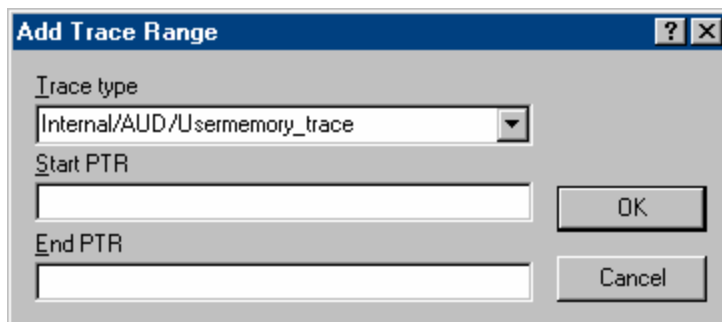 Add Trace Range
Trace type
Internal/AUD/Usermemory_trace
Start PTR
OK
End PTR
Cancel